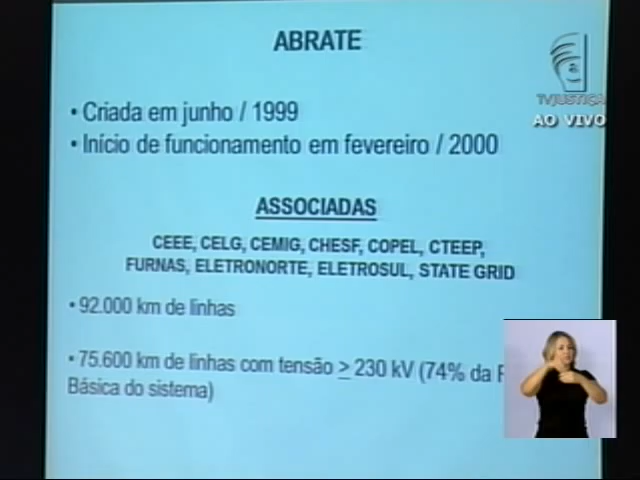 ABRATE
TVJUSTIÇA
AO VIVO
• Criada em junho / 1999
• Início de funcionamento em fevereiro / 2000
ASSOCIADAS
CEEE, CELG, CEMIG, CHESF, COPEL, CTEEP,
FURNAS, ELETRONORTE, ELETROSUL, STATE GRID
• 92.000 km de linhas
• 75.600 km de linhas com tensão ≥ 230 kV (74% da
Básica do sistema)